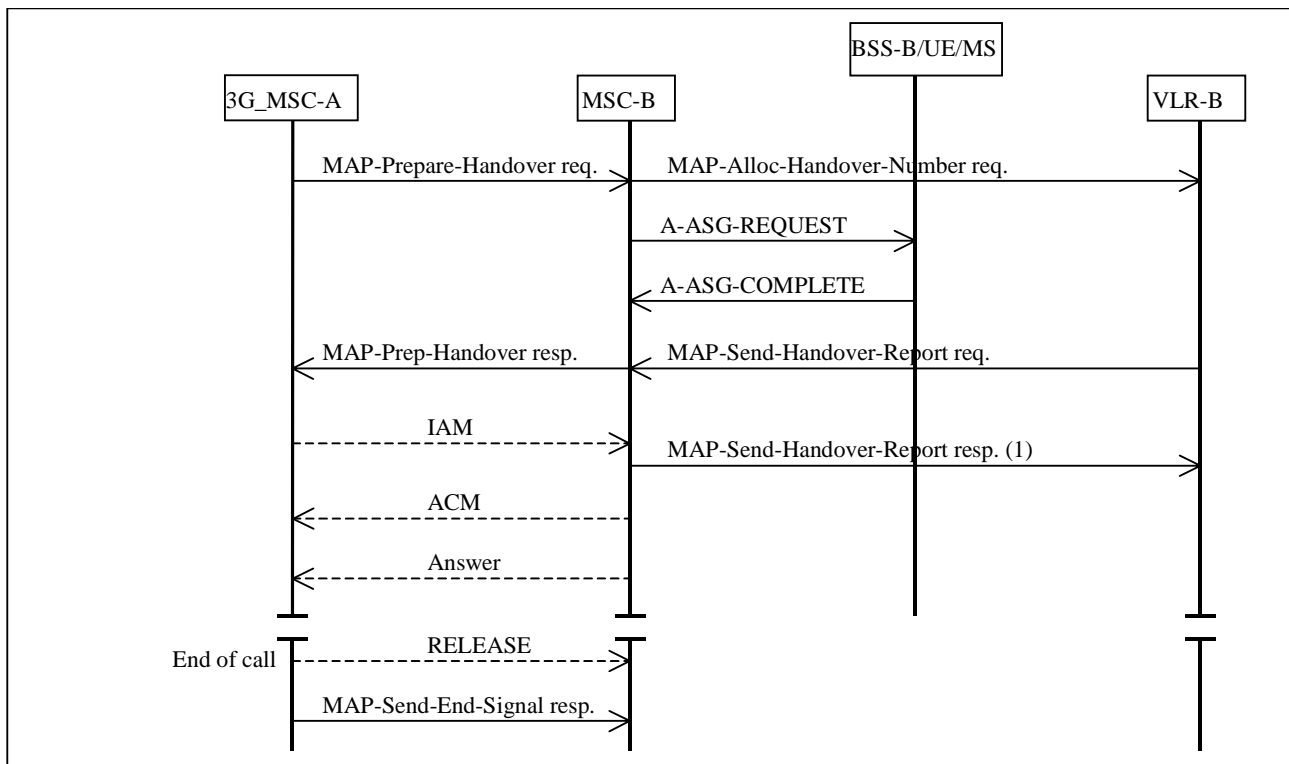 BSS-B/UE/MS
3G_MSC-A
MSC-B
VLR-B
MAP-Prepare-Handover req.
MAP-Alloc-Handover-Number req.
A-ASG-REQUEST
A-ASG-COMPLETE
MAP-Prep-Handover resp.
MAP-Send-Handover-Report req.
IAM
MAP-Send-Handover-Report resp. (1)
ACM
Answer
RELEASE
End of call
MAP-Send-End-Signal resp.